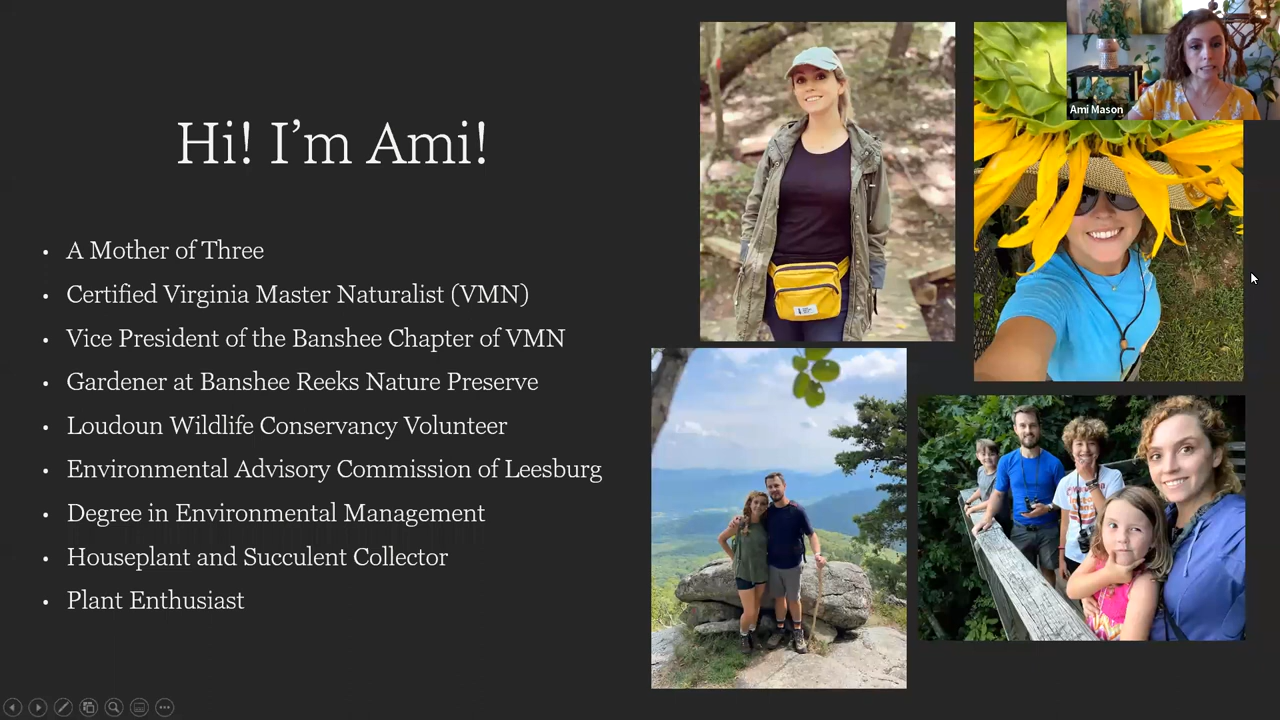 Hi! I’m Ami!
• A Mother of Three
• Certified Virginia Master Naturalist (VMN)
• Vice President of the Banshee Chapter of VMN
• Gardener at Banshee Reeks Nature Preserve
• Loudoun Wildlife Conservancy Volunteer
• Environmental Advisory Commission of Leesburg
• Degree in Environmental Management
• Houseplant and Succulent Collector
• Plant Enthusiast
Ami Mason